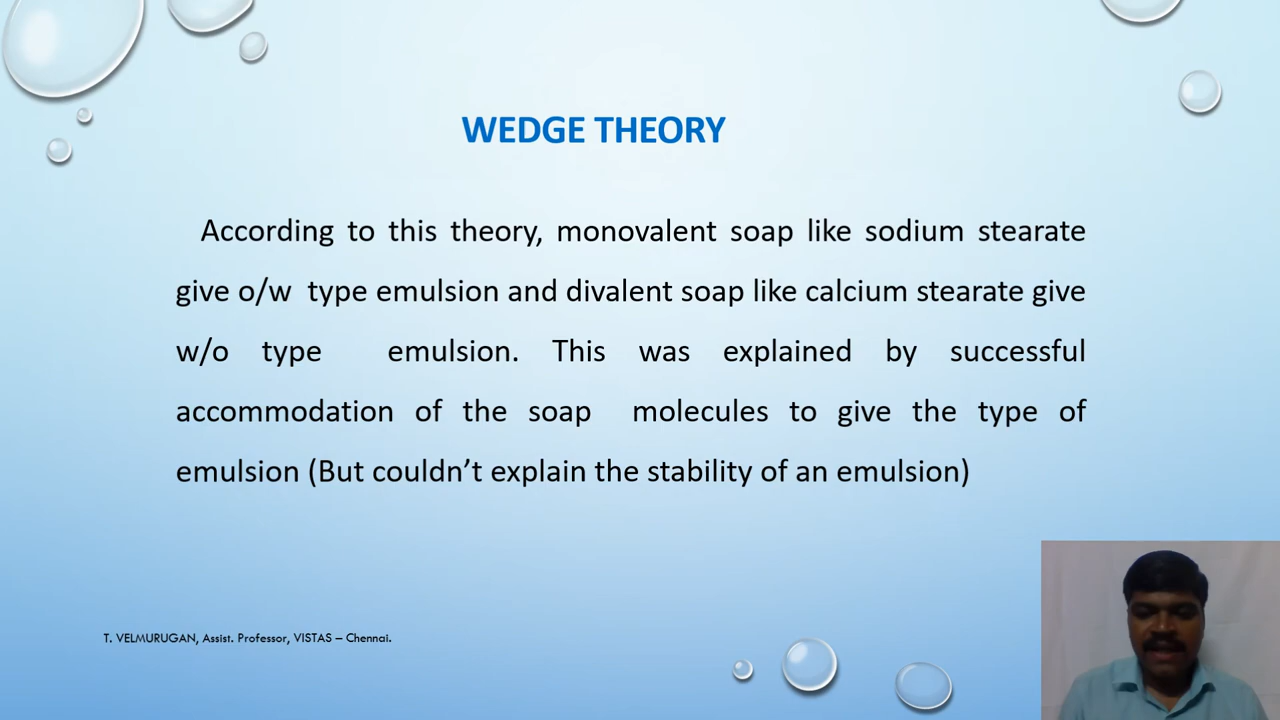 WEDGE THEORY
According to this theory, monovalent soap like sodium stearate
give o/w type emulsion and divalent soap like calcium stearate give
w/o type emulsion. This was explained by successful
accommodation of the soap molecules to give the type of
emulsion (But couldn’t explain the stability of an emulsion)
T. VELMURUGAN, Assist. Professor, VISTAS – Chennai.